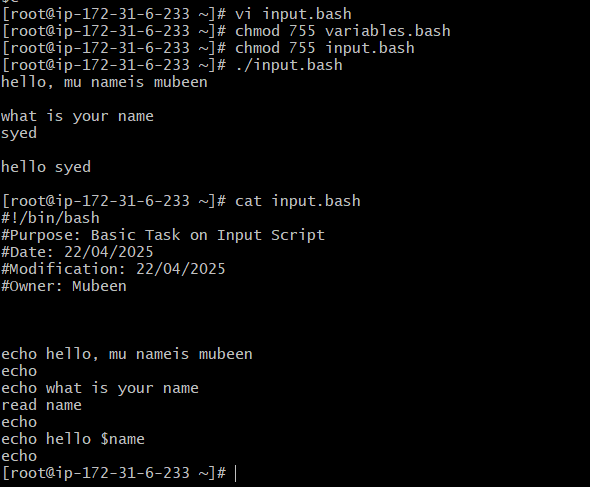 [root@ip-172-31-6-233 ~]# vi input.bash
[root@ip-172-31-6-233 ~]# chmod 755 variables.bash
[root@ip-172-31-6-233 ~]# chmod 755 input.bash
[root@ip-172-31-6-233 ~]# ./input.bash
hello, mu nameis mubeen

what is your name
syed

hello syed

[root@ip-172-31-6-233 ~]# cat input.bash
#!/bin/bash
#Purpose: Basic Task on Input Script
#Date: 22/04/2025
#Modification: 22/04/2025
#Owner: Mubeen



echo hello, mu nameis mubeen
echo
echo what is your name
read name
echo
echo hello $name
echo
[root@ip-172-31-6-233 ~]#